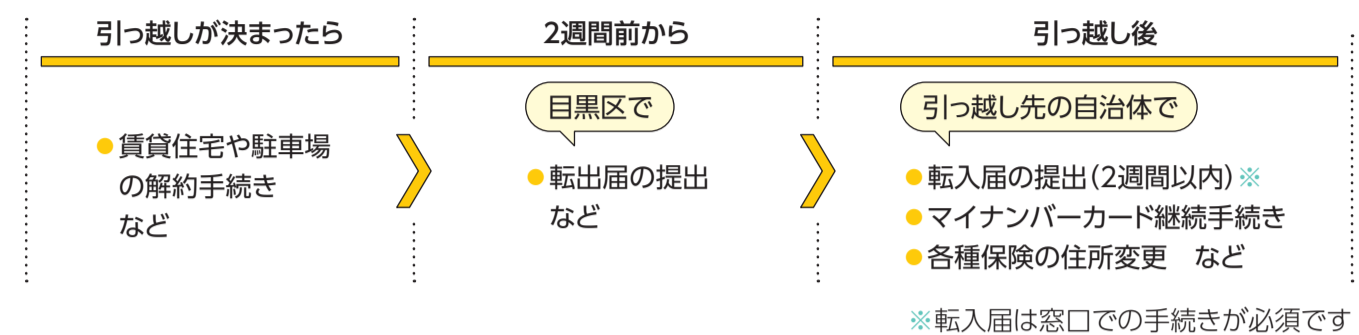 引っ越しが決まったら
●賃貸住宅や駐車場
の解約手続き
など
2週間前から
目黒区で
●転出届の提出
など
引っ越し後
引っ越し先の自治体で
●転入届の提出(2週間以内)※
●マイナンバーカード継続手続き
●各種保険の住所変更　など
※転入届は窓口での手続きが必須です